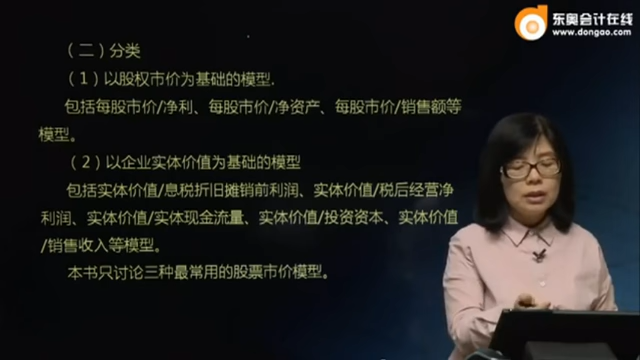 东奥会计在线
www.dongao.com
（二）分类
（1）以股权市价为基础的模型.
包括每股市价/净利、每股市价/净资产、每股市价/销售额等
模型。
（2）以企业实体价值为基础的模型
包括实体价值/息税折旧摊销前利润、实体价值/税后经营净
利润、实体价值/实体现金流量、实体价值/投资资本、实体价值
/销售收入等模型。
本书只讨论三种最常用的股票市价模型。